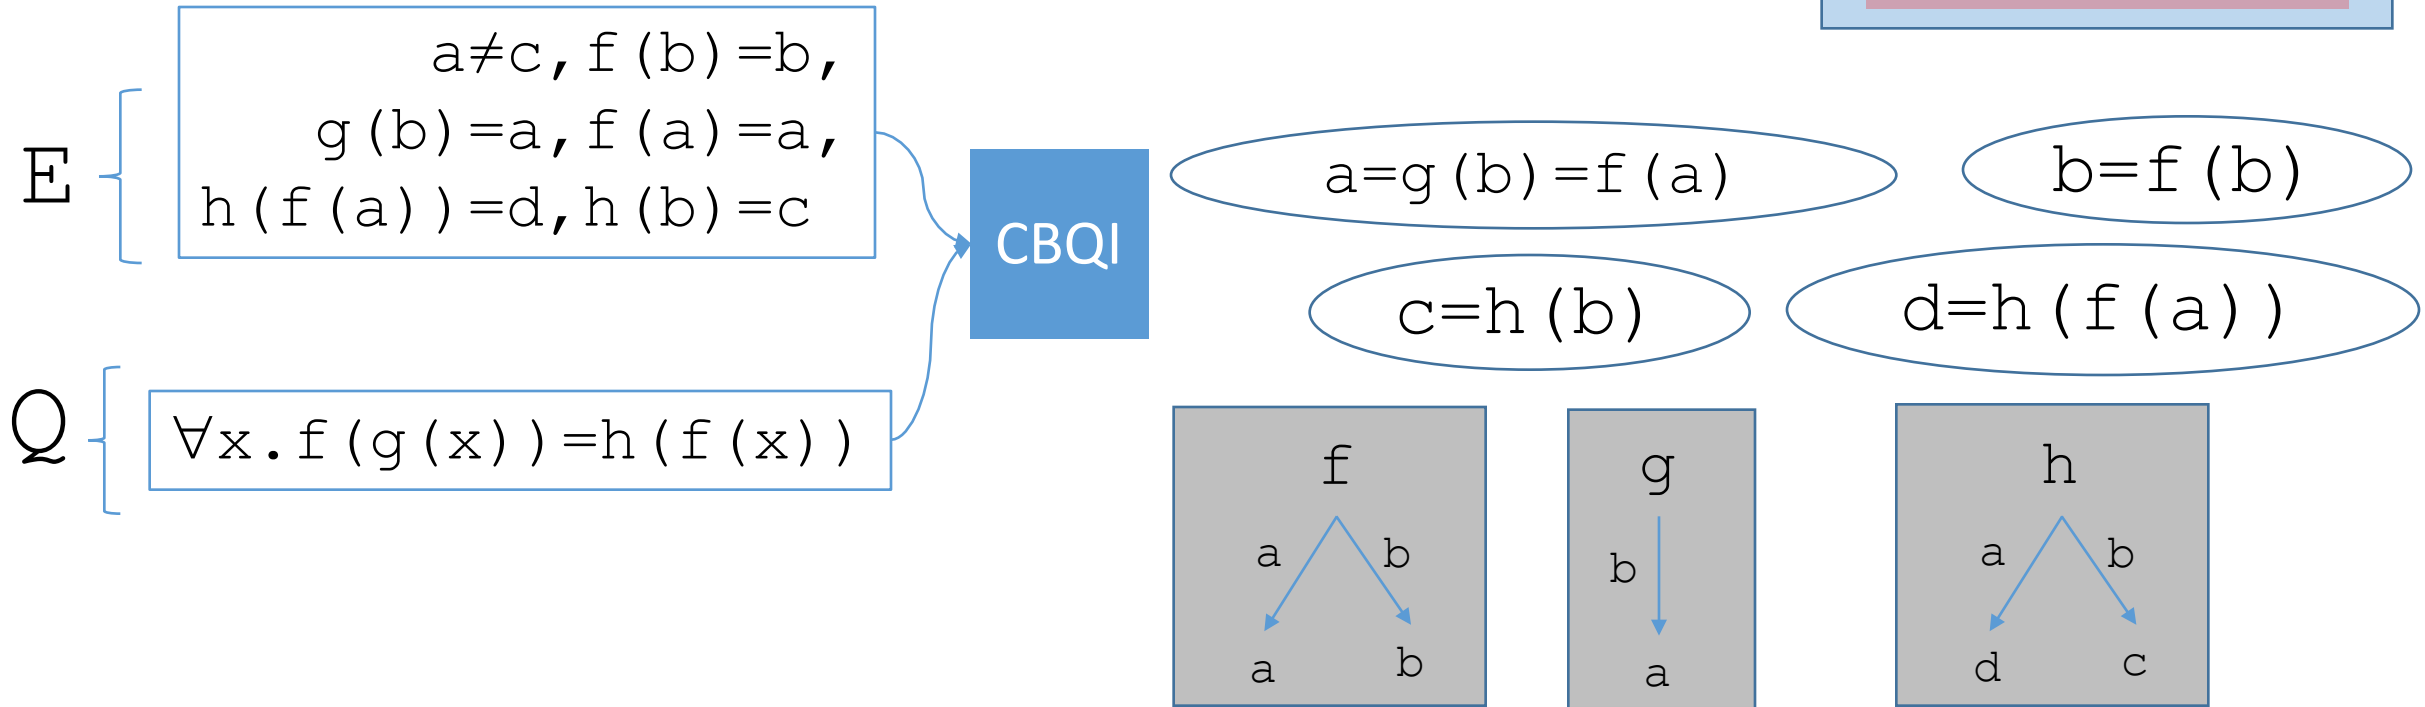 E
a≠c,f(b)=b,
g(b)=a,f(a)=a,
h(f(a))=d,h(b)=c
Q
∀x.f(g(x))=h(f(x))
CBQI
a=g(b)=f(a)
b=f(b)
c=h(b)
d=h(f(a))
f
a b
a b
g
b
a
h
a b
d c